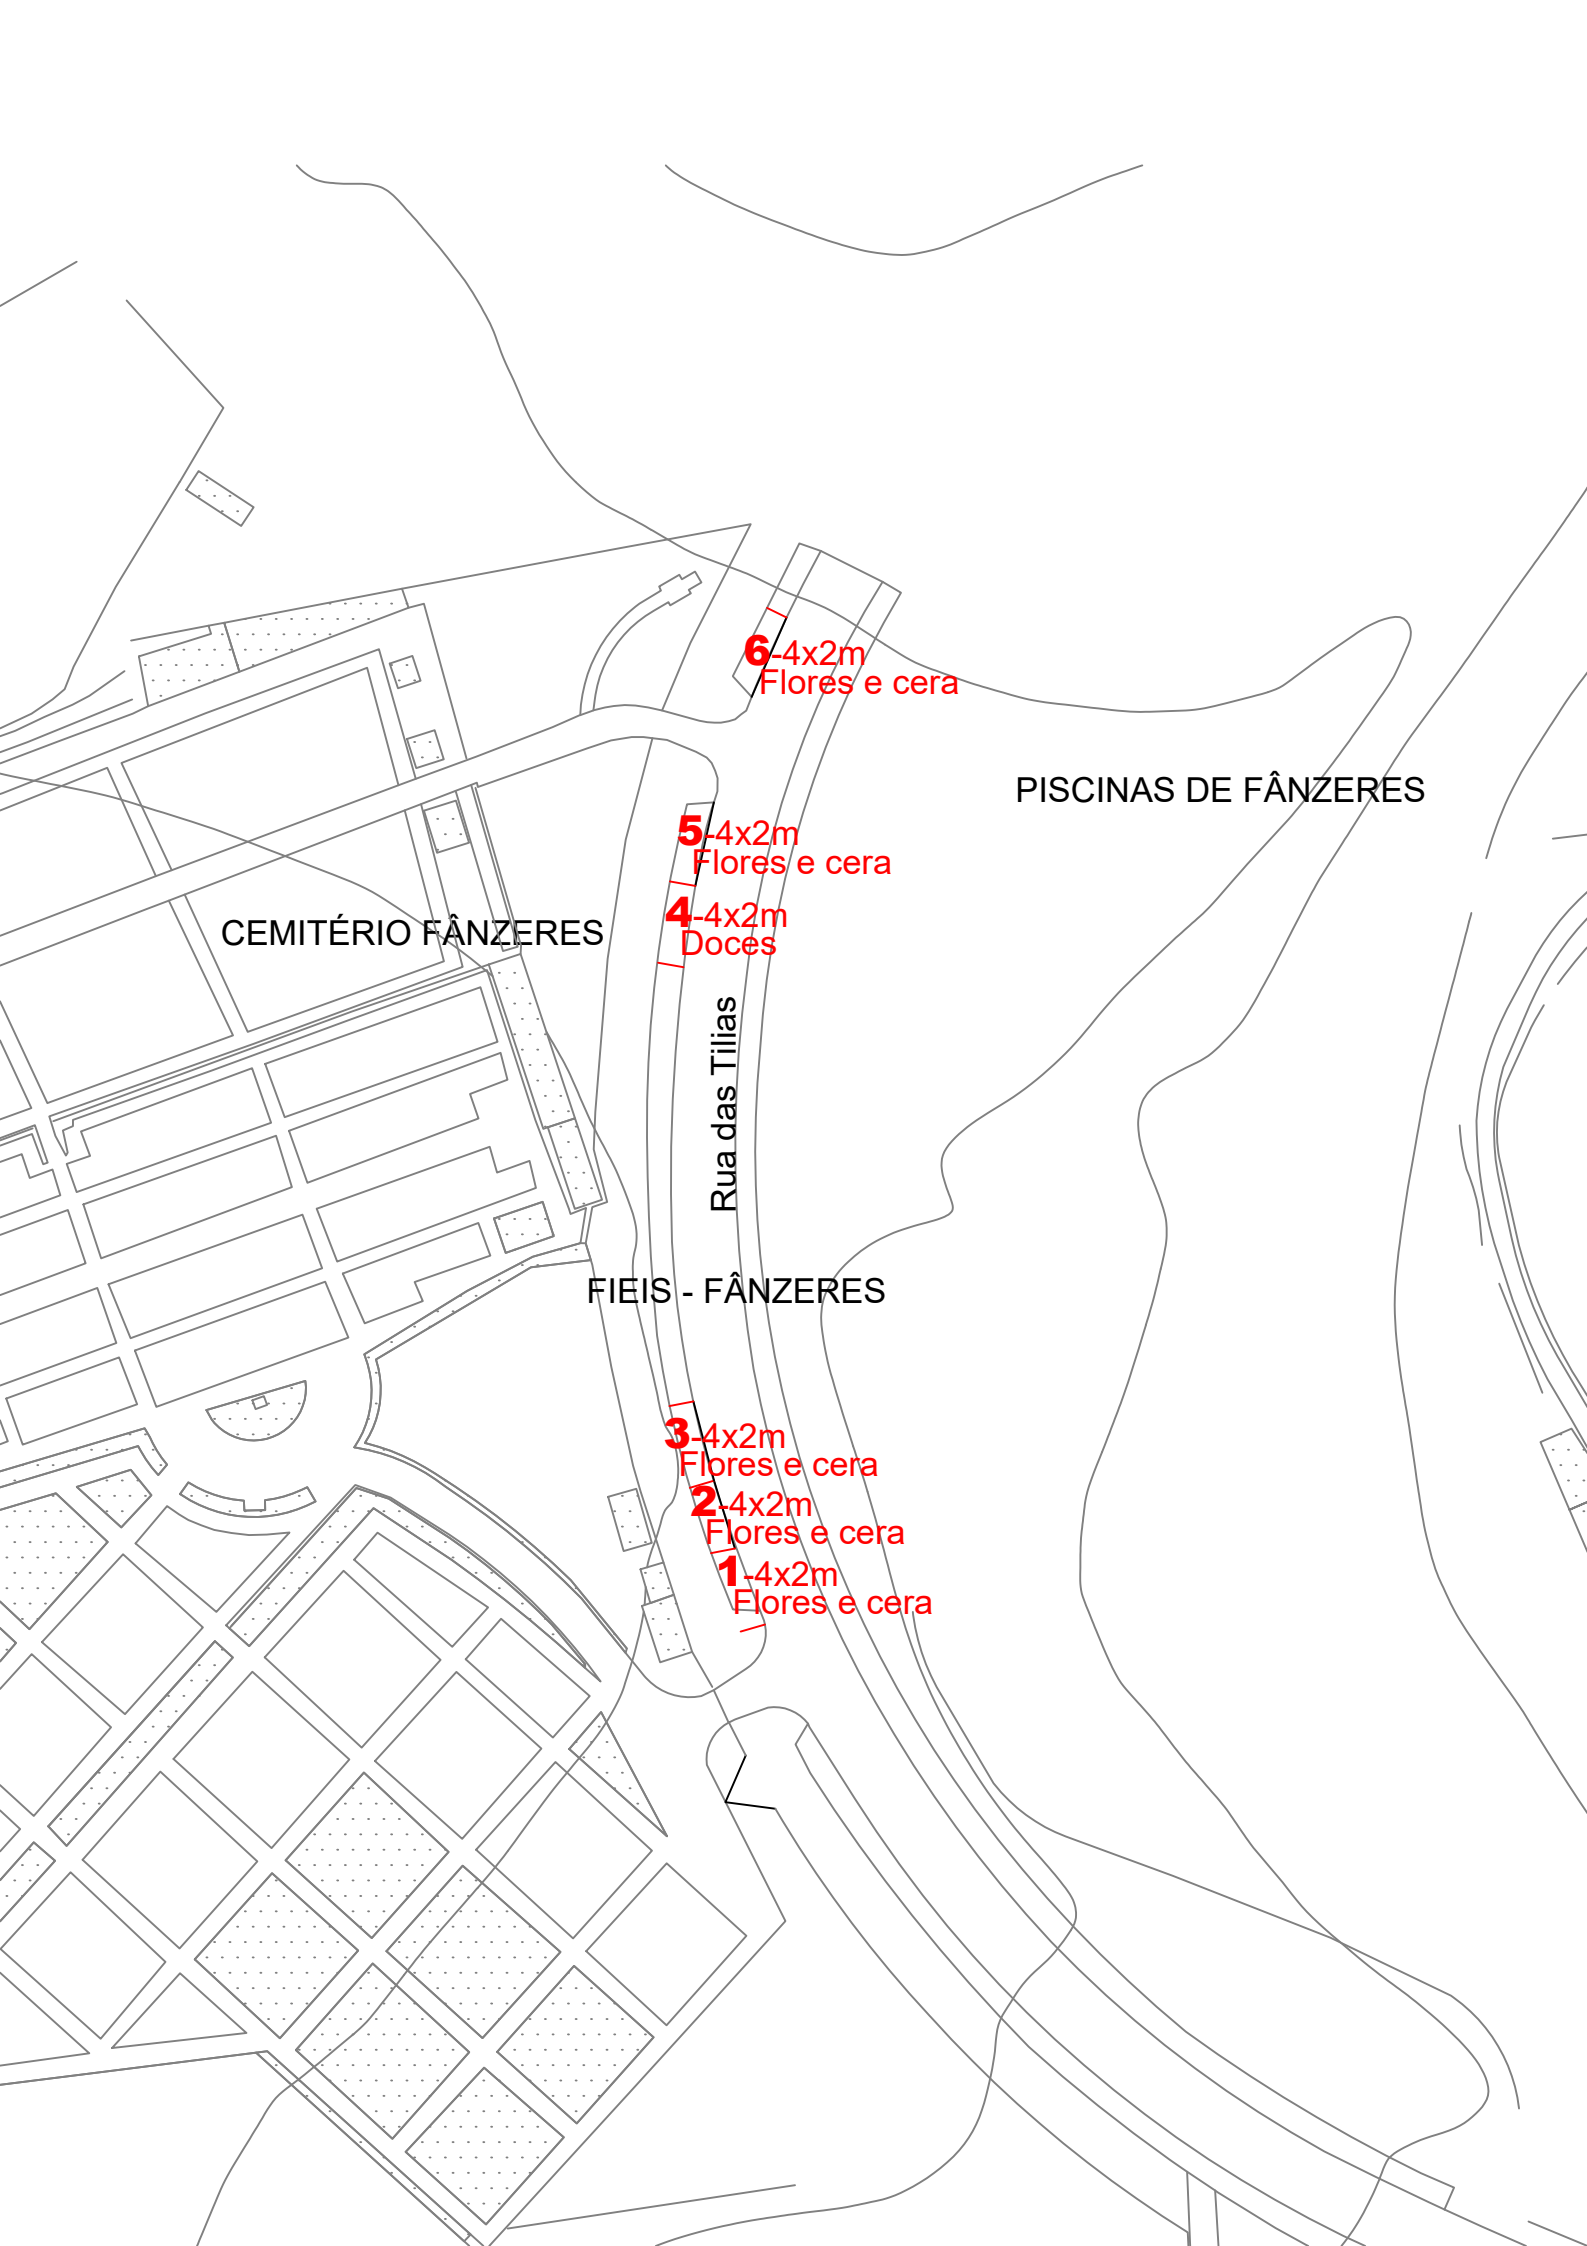 6-4x2m
Flores e cera
PISCINAS DE FÂNZERES
5-4x2m
Flores e cera
4-4x2m
Doces
CEMITÉRIO FÂNZERES
Rua das Tilias
FIEIS - FÂNZERES
3-4x2m
Flores e cera
2-4x2m
Flores e cera
1-4x2m
Flores e cera